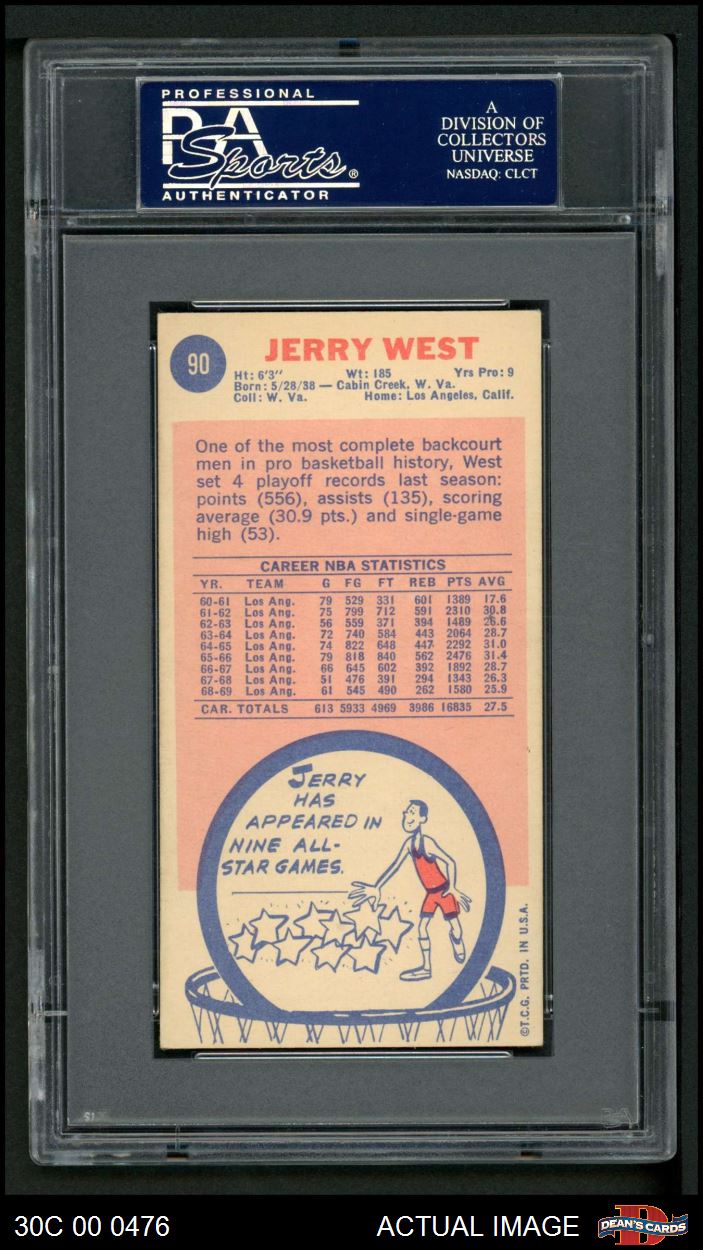 PROFESSIONAL
PSA
Sports®
AUTHENTICATOR
A
DIVISION OF
COLLECTORS
UNIVERSE
NASDAQ: CLCT
90
JERRY WEST
Ht: 6'3" Wt: 185 Yrs Pro: 9
Born: 5/28/38 — Cabin Creek, W. Va.
Coll: W. Va. Home: Los Angeles, Calif.
One of the most complete backcourt
men in pro basketball history, West
set 4 playoff records last season:
points (556), assists (135), scoring
average (30.9 pts.) and single-game
high (53).
CAREER NBA STATISTICS
YR. TEAM G FG FT REB PTS AVG
60-61 Los Ang. 79 529 331 601 1389 17.6
61-62 Los Ang. 75 799 712 591 2310 30.8
62-63 Los Ang. 56 559 371 394 1489 26.6
63-64 Los Ang. 72 740 584 443 2064 28.7
64-65 Los Ang. 74 822 648 447 2292 31.0
65-66 Los Ang. 79 818 840 562 2476 31.4
66-67 Los Ang. 66 645 602 392 1892 28.7
67-68 Los Ang. 51 476 391 294 1343 26.3
68-69 Los Ang. 61 545 490 262 1580 25.9
CAR. TOTALS 613 5933 4969 3986 16835 27.5
JERRY
HAS
APPEARED IN
NINE ALL-
STAR GAMES.
©T.C.G. PRTD. IN U.S.A.
30C 00 0476
ACTUAL IMAGE
DEAN'S CARDS